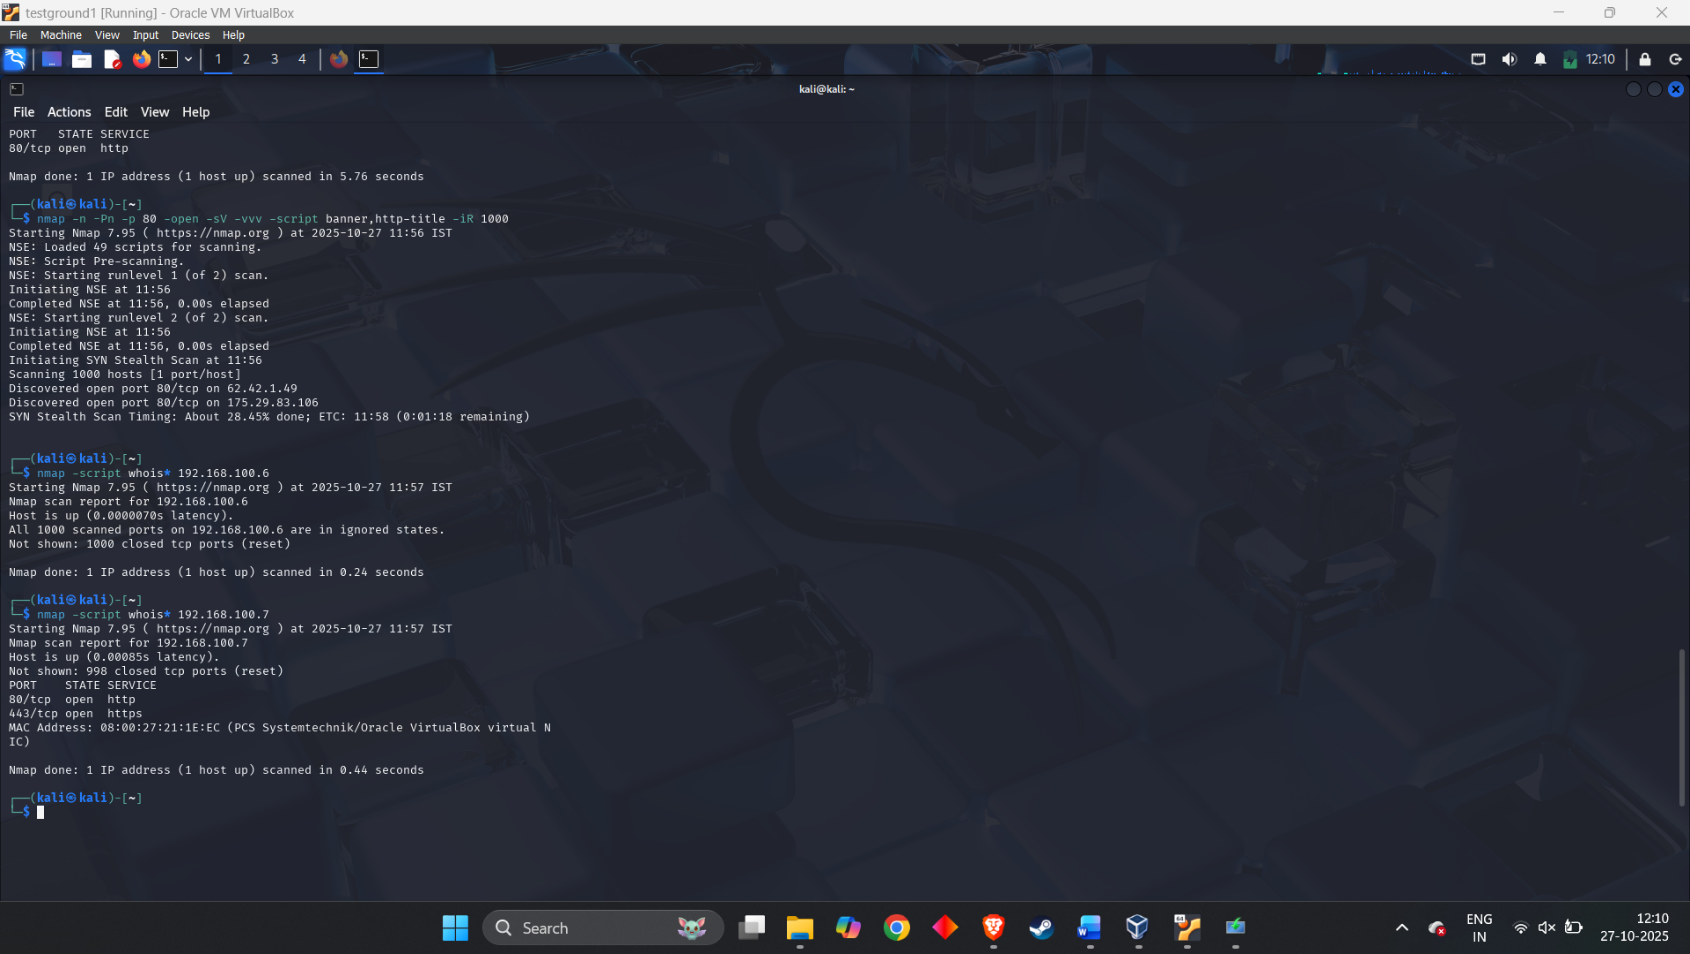 testground1 [Running] - Oracle VM VirtualBox
File Machine View Input Devices Help
1 2 3 4 12:10
kali@kali: ~
File Actions Edit View Help
PORT   STATE SERVICE
80/tcp open  http
Nmap done: 1 IP address (1 host up) scanned in 5.76 seconds
┌──(kali㉿kali)-[~]
└─$ nmap -n -Pn -p 80 -open -sV -vvv -script banner,http-title -iR 1000
Starting Nmap 7.95 ( https://nmap.org ) at 2025-10-27 11:56 IST
NSE: Loaded 49 scripts for scanning.
NSE: Script Pre-scanning.
NSE: Starting runlevel 1 (of 2) scan.
Initiating NSE at 11:56
Completed NSE at 11:56, 0.00s elapsed
NSE: Starting runlevel 2 (of 2) scan.
Initiating NSE at 11:56
Completed NSE at 11:56, 0.00s elapsed
Initiating SYN Stealth Scan at 11:56
Scanning 1000 hosts [1 port/host]
Discovered open port 80/tcp on 62.42.1.49
Discovered open port 80/tcp on 175.29.83.106
SYN Stealth Scan Timing: About 28.45% done; ETC: 11:58 (0:01:18 remaining)
┌──(kali㉿kali)-[~]
└─$ nmap -script whois* 192.168.100.6
Starting Nmap 7.95 ( https://nmap.org ) at 2025-10-27 11:57 IST
Nmap scan report for 192.168.100.6
Host is up (0.0000070s latency).
All 1000 scanned ports on 192.168.100.6 are in ignored states.
Not shown: 1000 closed tcp ports (reset)
Nmap done: 1 IP address (1 host up) scanned in 0.24 seconds
┌──(kali㉿kali)-[~]
└─$ nmap -script whois* 192.168.100.7
Starting Nmap 7.95 ( https://nmap.org ) at 2025-10-27 11:57 IST
Nmap scan report for 192.168.100.7
Host is up (0.00085s latency).
Not shown: 998 closed tcp ports (reset)
PORT    STATE SERVICE
80/tcp  open  http
443/tcp open  https
MAC Address: 08:00:27:21:1E:EC (PCS Systemtechnik/Oracle VirtualBox virtual N
IC)
Nmap done: 1 IP address (1 host up) scanned in 0.44 seconds
┌──(kali㉿kali)-[~]
└─$
Search
ENG
IN
12:10
27-10-2025